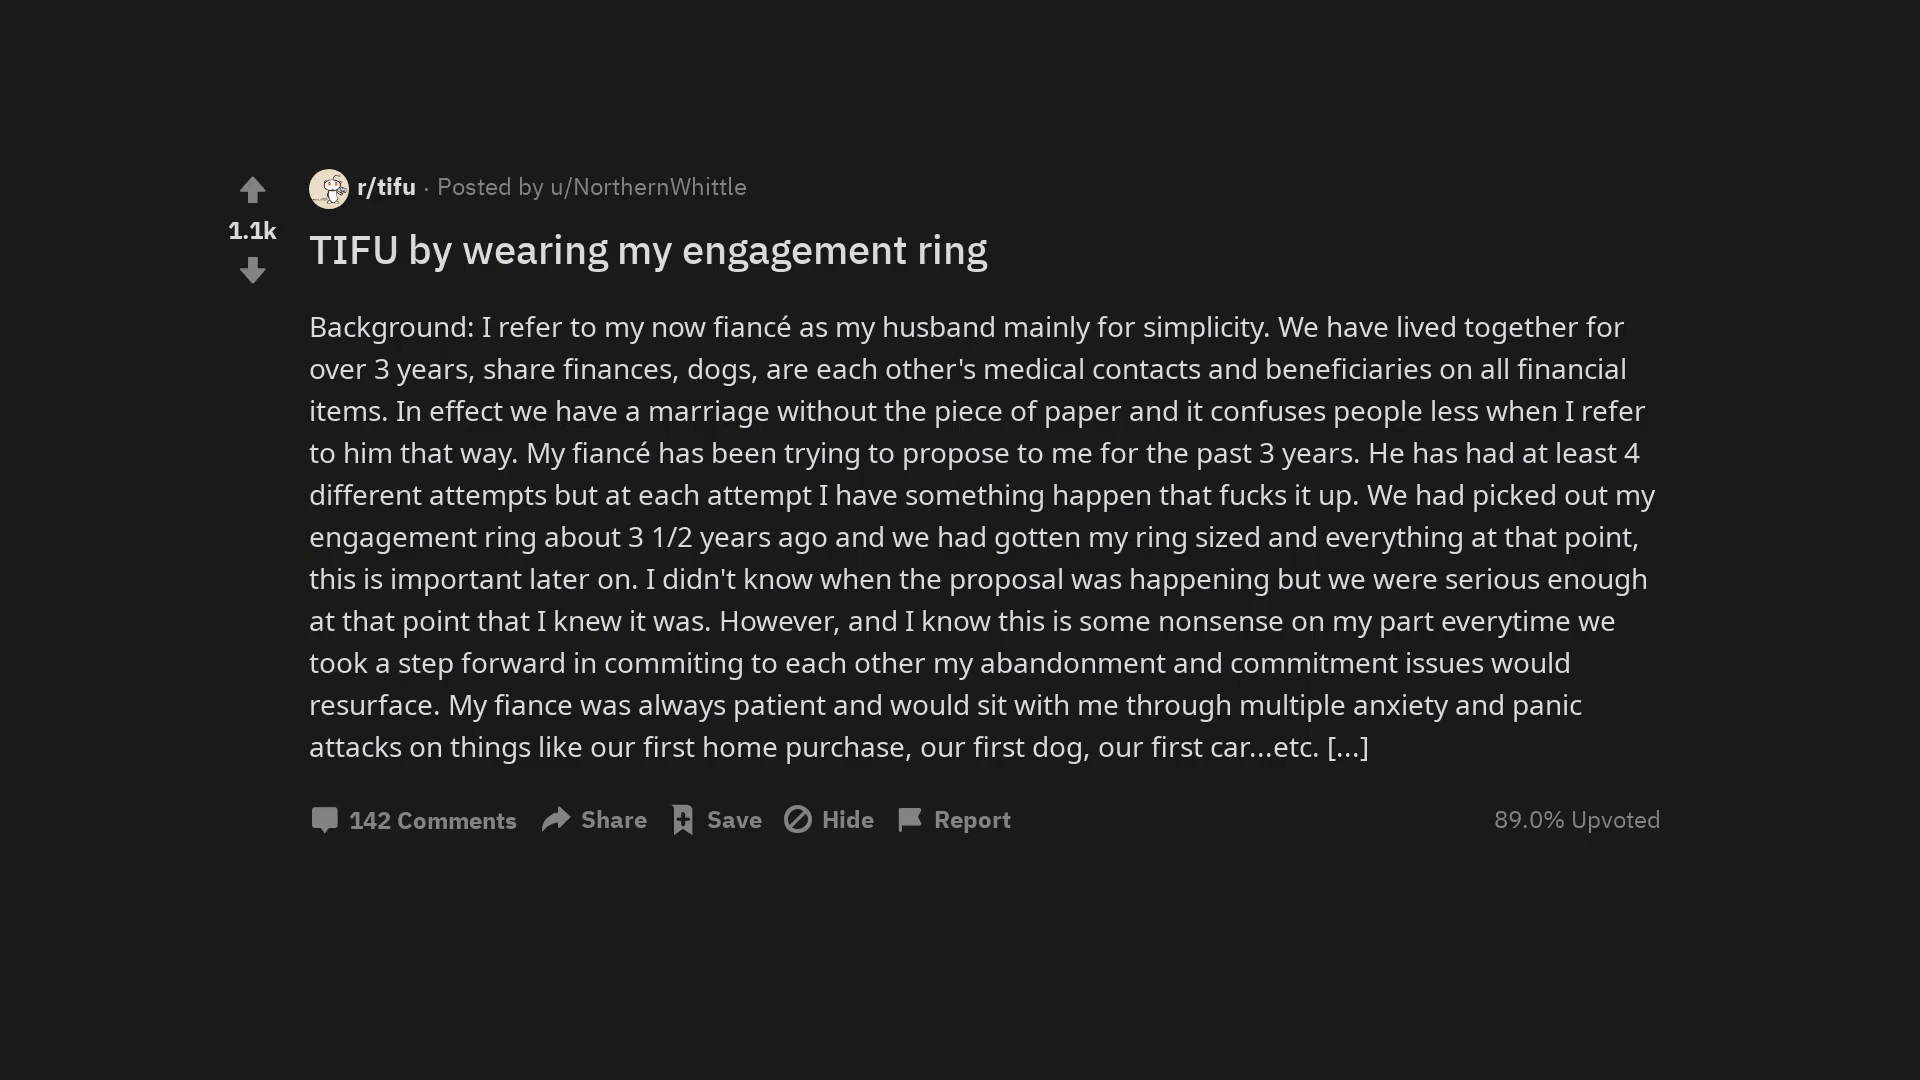 r/tifu · Posted by u/NorthernWhittle
1.1k
TIFU by wearing my engagement ring
Background: I refer to my now fiancé as my husband mainly for simplicity. We have lived together for
over 3 years, share finances, dogs, are each other's medical contacts and beneficiaries on all financial
items. In effect we have a marriage without the piece of paper and it confuses people less when I refer
to him that way. My fiancé has been trying to propose to me for the past 3 years. He has had at least 4
different attempts but at each attempt I have something happen that fucks it up. We had picked out my
engagement ring about 3 1/2 years ago and we had gotten my ring sized and everything at that point,
this is important later on. I didn't know when the proposal was happening but we were serious enough
at that point that I knew it was. However, and I know this is some nonsense on my part everytime we
took a step forward in commiting to each other my abandonment and commitment issues would
resurface. My fiance was always patient and would sit with me through multiple anxiety and panic
attacks on things like our first home purchase, our first dog, our first car...etc. [...]
142 Comments Share Save Hide Report 89.0% Upvoted